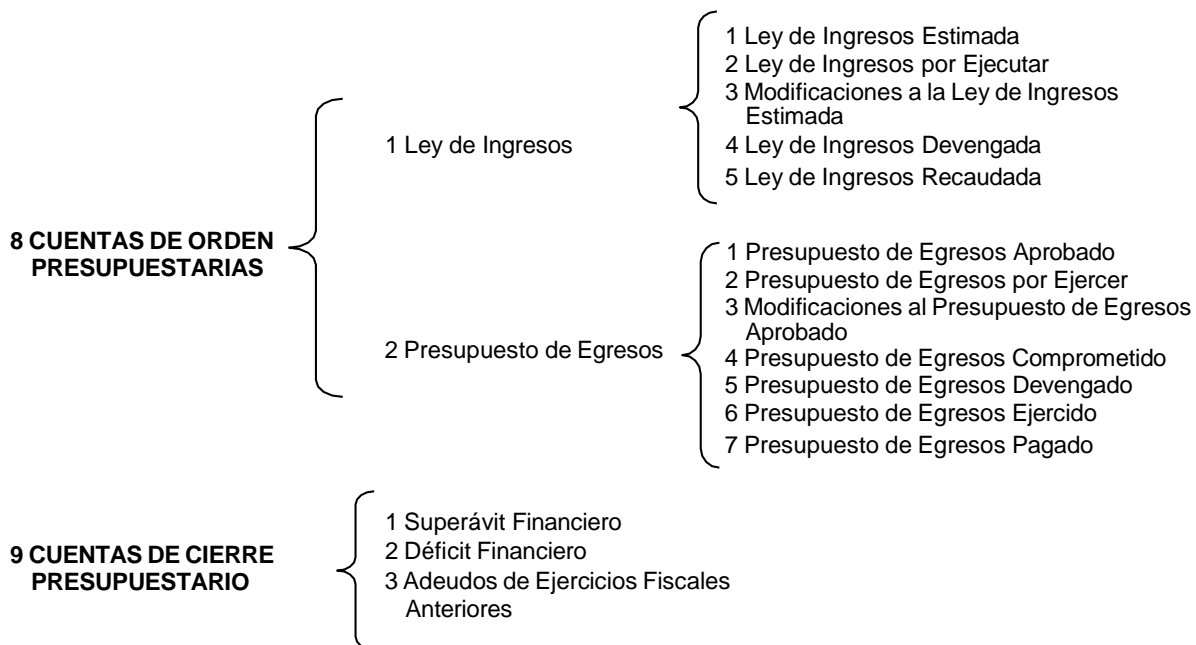 8 CUENTAS DE ORDEN
PRESUPUESTARIAS
1 Ley de Ingresos
1 Ley de Ingresos Estimada
2 Ley de Ingresos por Ejecutar
3 Modificaciones a la Ley de Ingresos
Estimada
4 Ley de Ingresos Devengada
5 Ley de Ingresos Recaudada
2 Presupuesto de Egresos
1 Presupuesto de Egresos Aprobado
2 Presupuesto de Egresos por Ejercer
3 Modificaciones al Presupuesto de Egresos
Aprobado
4 Presupuesto de Egresos Comprometido
5 Presupuesto de Egresos Devengado
6 Presupuesto de Egresos Ejercido
7 Presupuesto de Egresos Pagado
9 CUENTAS DE CIERRE
PRESUPUESTARIO
1 Superávit Financiero
2 Déficit Financiero
3 Adeudos de Ejercicios Fiscales
Anteriores